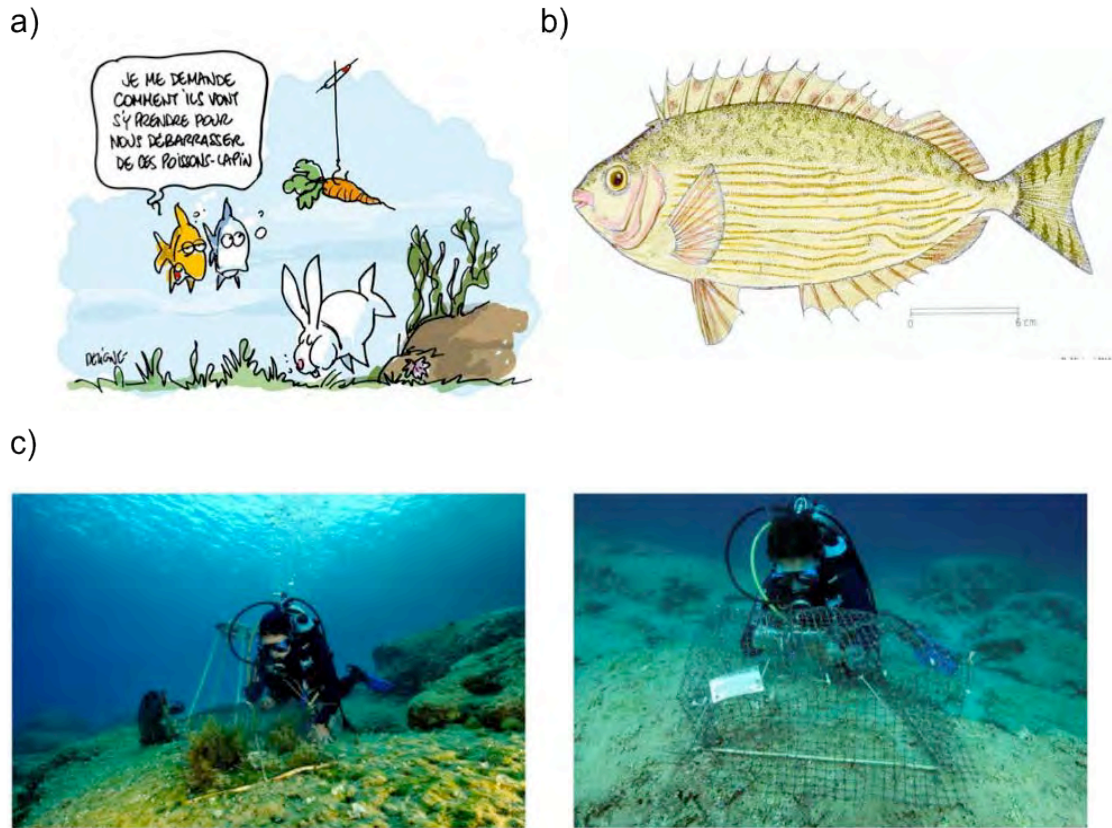 a)
b)
JE ME DEMANDE
COMMENT ILS VONT
S'Y PRENDRE POUR
NOUS DÉBARRASSER
DE CES POISSONS-LAPIN
0
6 cm
c)